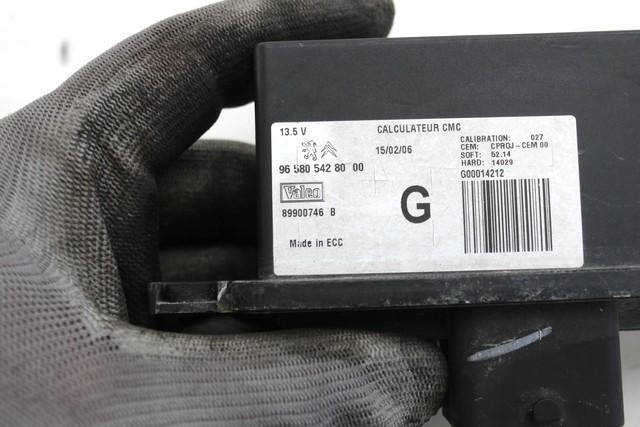 13.5 V
CALCULATEUR CMC
15/02/06
CALIBRATION: 027
CEM: CPROJ-CEM 00
SOFT: 52.14
HARD: 14029
G00014212
96 580 542 80 00
Valeo
89900746 B
G
Made in ECC